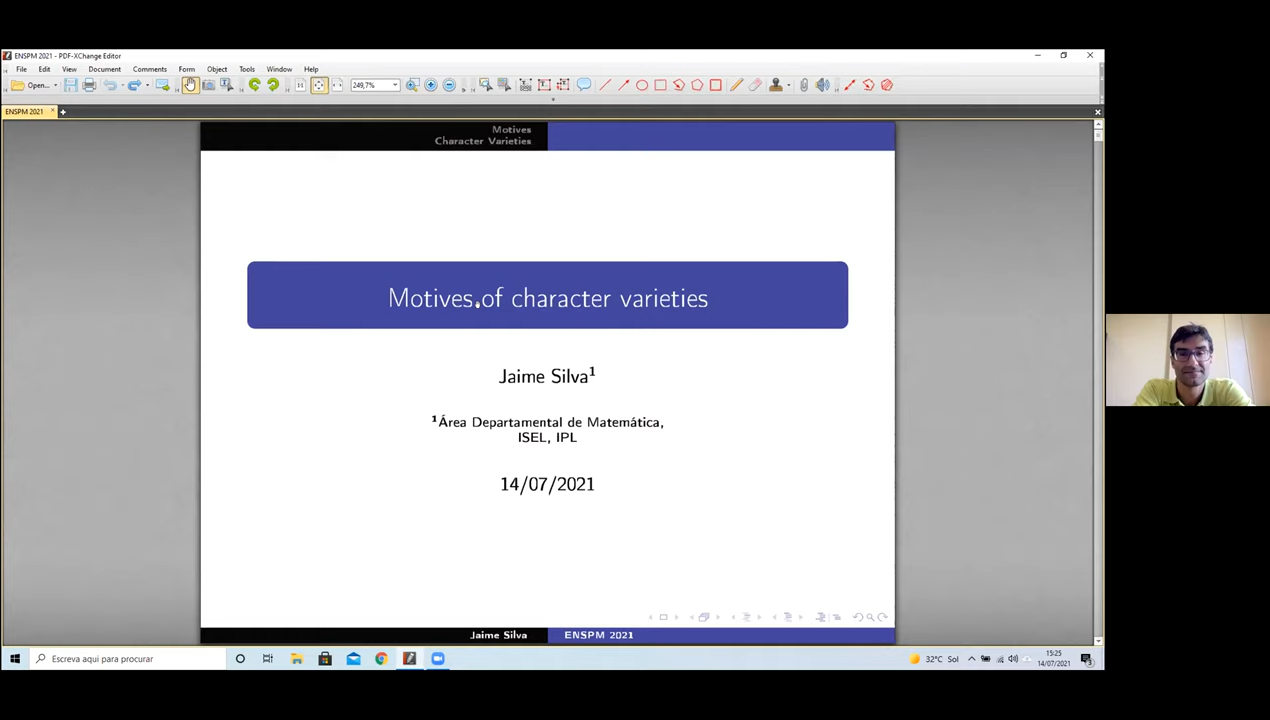 ENSPM 2021 - PDF-XChange Editor
File Edit View Document Comments Form Object Tools Window Help
Open...
249,7%
ENSPM 2021
Motives
Character Varieties
Motives of character varieties
Jaime Silva¹
¹Área Departamental de Matemática,
ISEL, IPL
14/07/2021
Jaime Silva ENSPM 2021
Escreva aqui para procurar
32°C Sol
15:25
14/07/2021